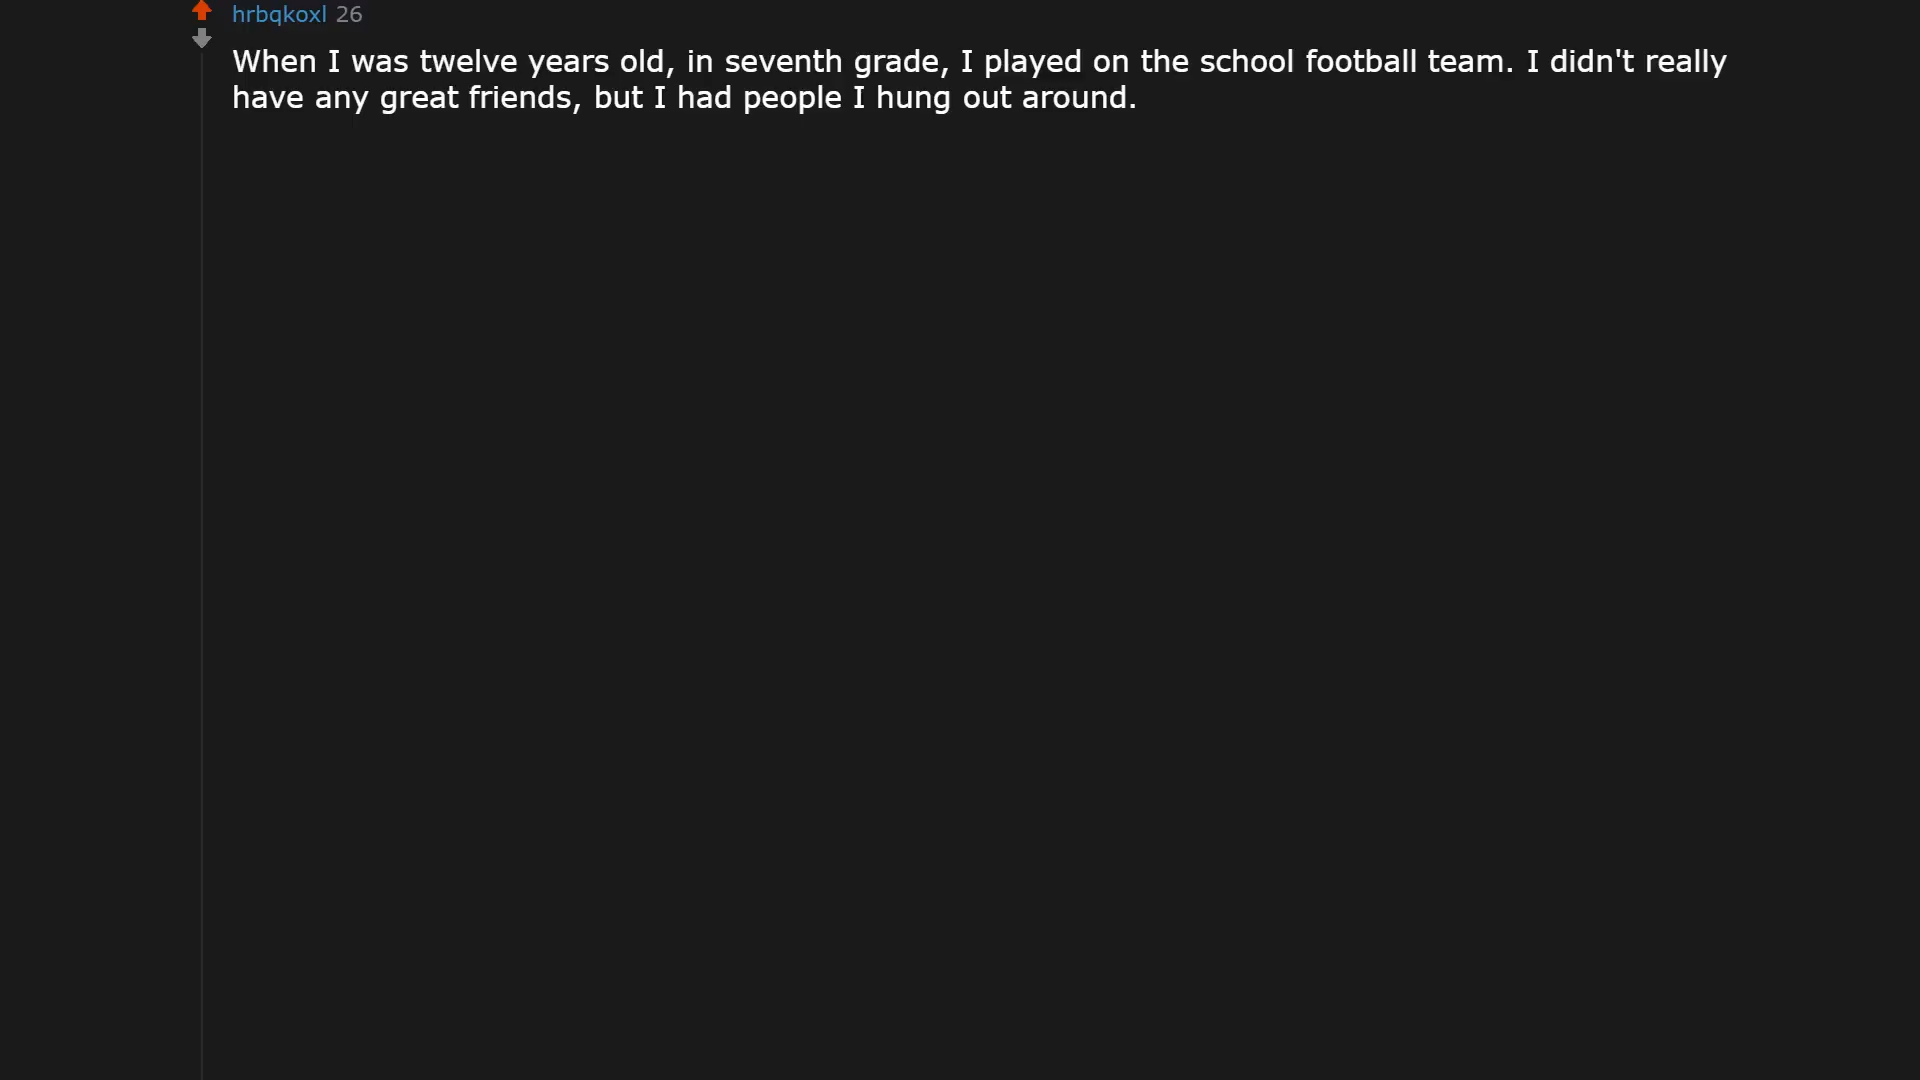 hrbqkoxl 26
When I was twelve years old, in seventh grade, I played on the school football team. I didn't really
have any great friends, but I had people I hung out around.